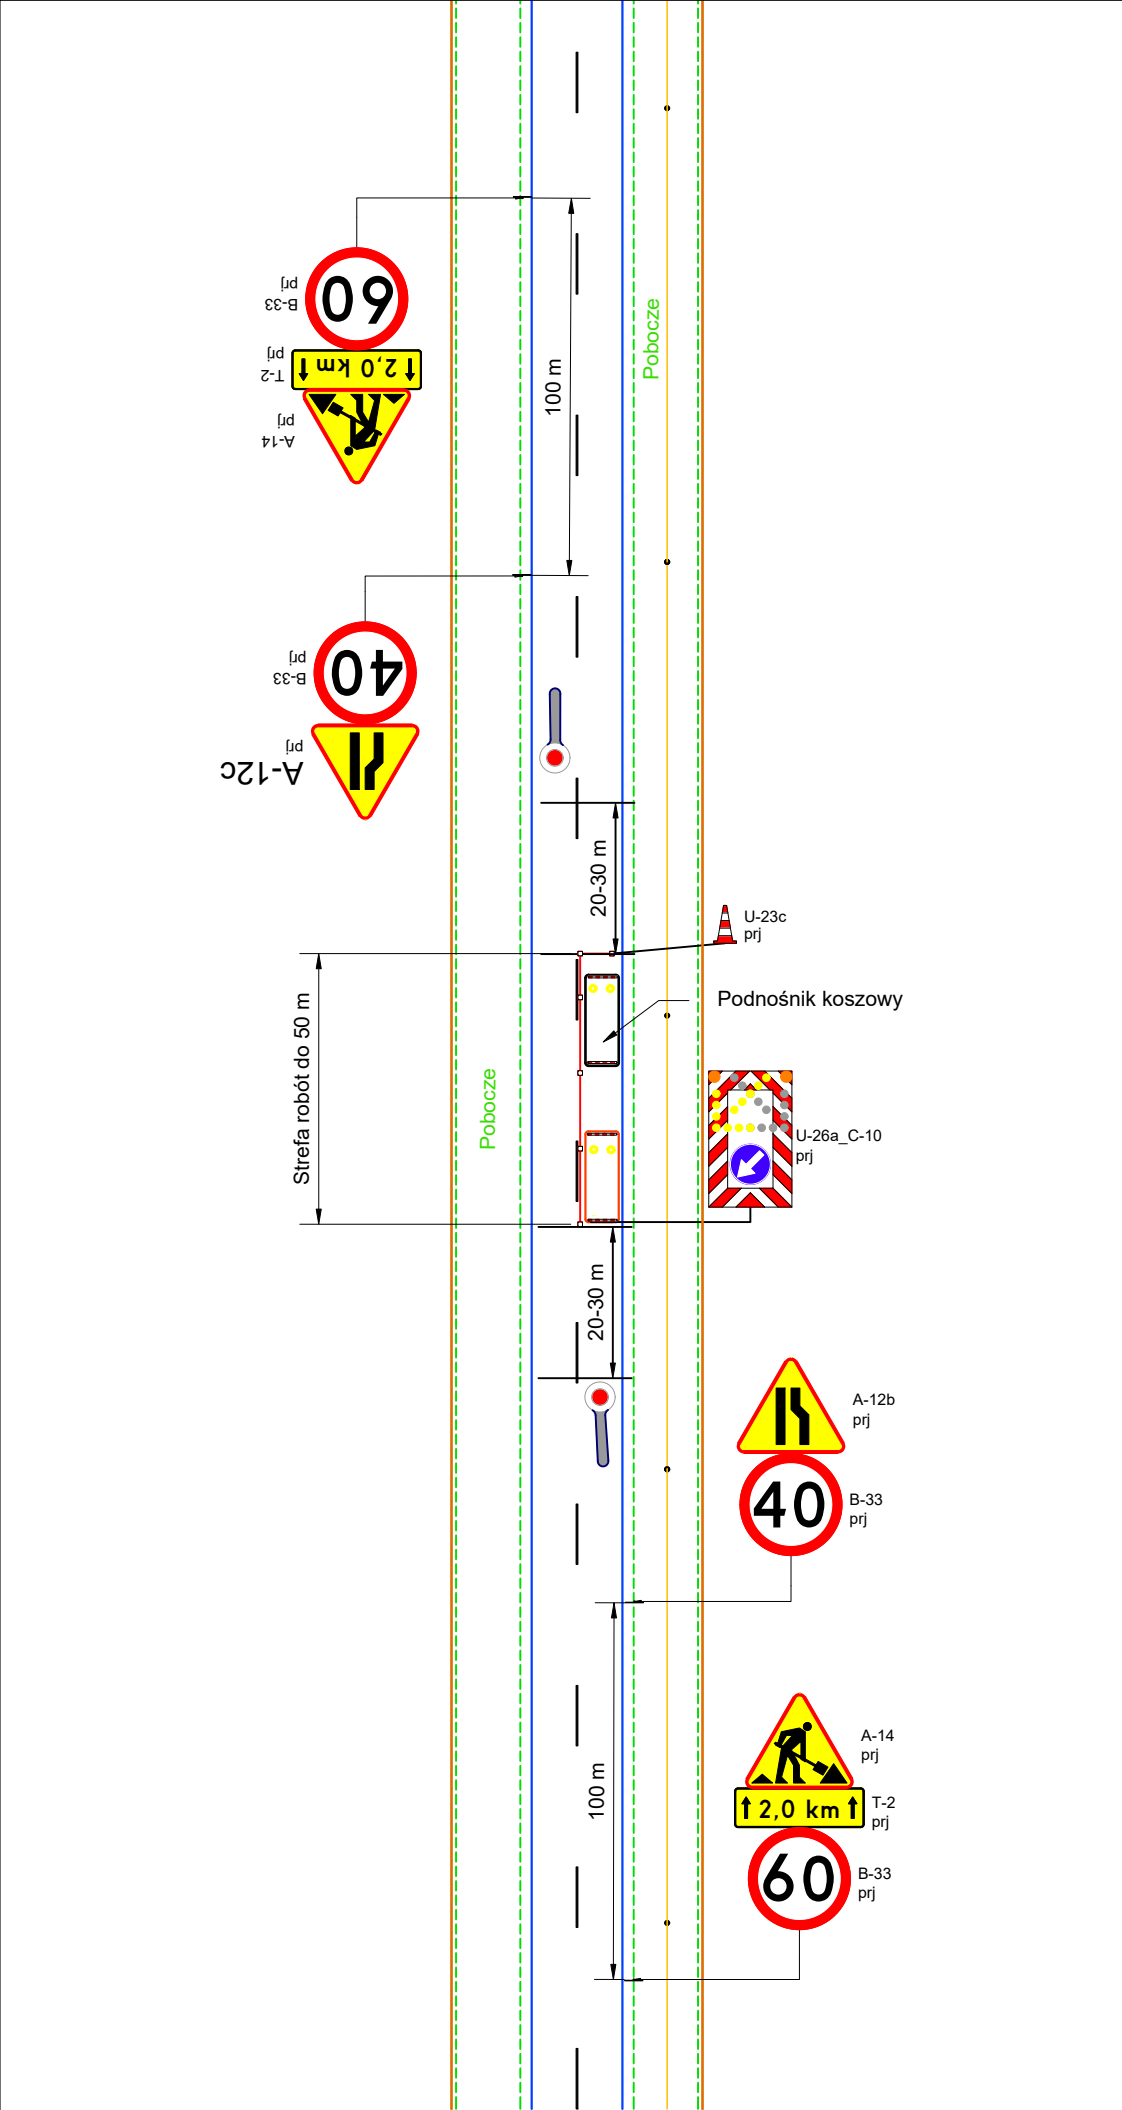 60
B-33
prj
2,0 km
T-2
prj
A-14
prj
100 m
Pobocze
40
B-33
prj
A-12c
prj
20-30 m
U-23c
prj
Podnośnik koszowy
Strefa robót do 50 m
Pobocze
U-26a_C-10
prj
20-30 m
A-12b
prj
40
B-33
prj
100 m
A-14
prj
2,0 km
T-2
prj
60
B-33
prj